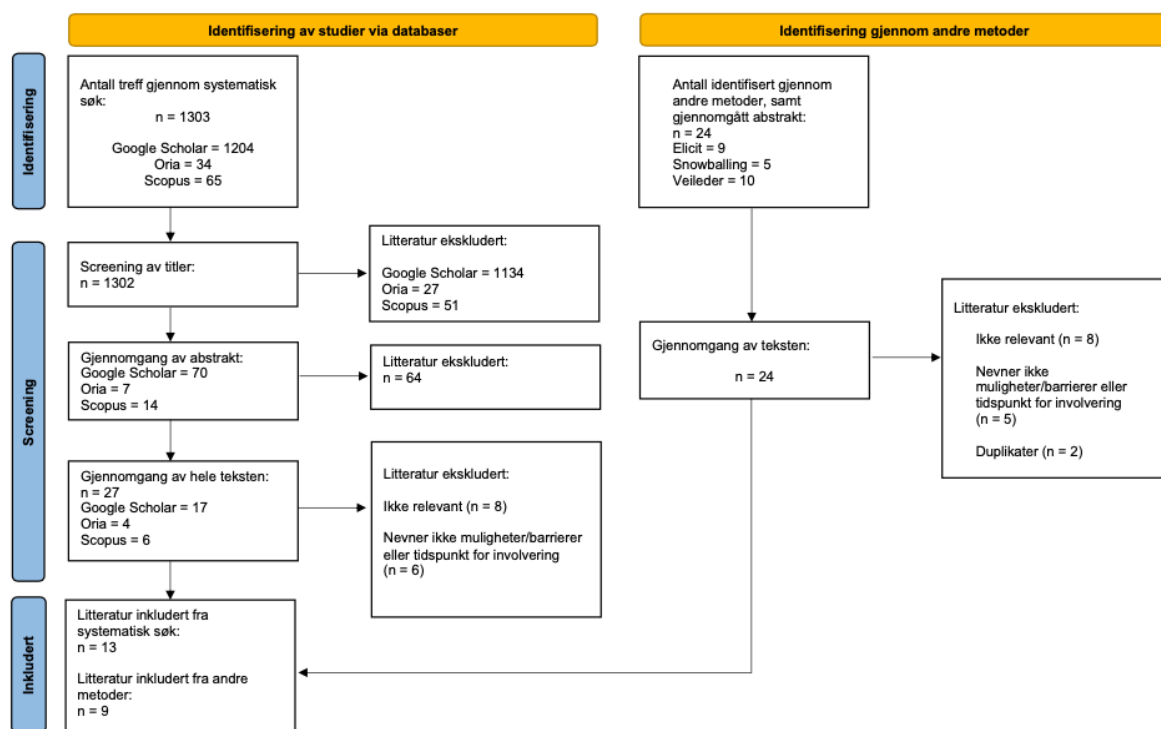 Identifisering av studier via databaser
Identifisering gjennom andre metoder
Identifisering
Antall treff gjennom systematisk
søk:
n = 1303
Google Scholar = 1204
Oria = 34
Scopus = 65
Antall identifisert gjennom
andre metoder, samt
gjennomgått abstrakt:
n = 24
Elicit = 9
Snowballing = 5
Veileder = 10
Screening
Screening av titler:
n = 1302
Litteratur ekskludert:
Google Scholar = 1134
Oria = 27
Scopus = 51
Gjennomgang av abstrakt:
Google Scholar = 70
Oria = 7
Scopus = 14
Litteratur ekskludert:
n = 64
Gjennomgang av hele teksten:
n = 27
Google Scholar = 17
Oria = 4
Scopus = 6
Litteratur ekskludert:
Ikke relevant (n = 8)
Nevner ikke muligheter/barrierer
eller tidspunkt for involvering
(n = 6)
Gjennomgang av teksten:
n = 24
Litteratur ekskludert:
Ikke relevant (n = 8)
Nevner ikke
muligheter/barrierer eller
tidspunkt for involvering
(n = 5)
Duplikater (n = 2)
Inkludert
Litteratur inkludert fra
systematisk søk:
n = 13
Litteratur inkludert fra andre
metoder:
n = 9